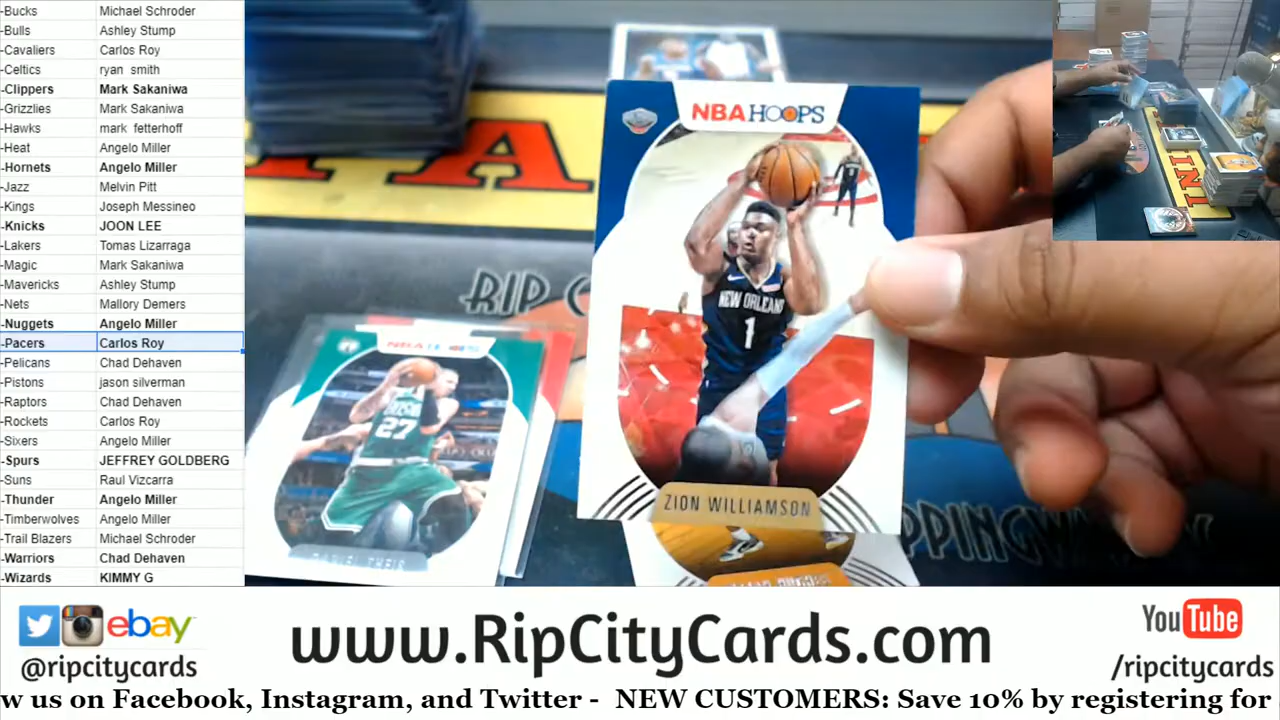 -Bucks Michael Schroder
-Bulls Ashley Stump
-Cavaliers Carlos Roy
-Celtics ryan smith
-Clippers Mark Sakaniwa
-Grizzlies Mark Sakaniwa
-Hawks mark fetterhoff
-Heat Angelo Miller
-Hornets Angelo Miller
-Jazz Melvin Pitt
-Kings Joseph Messineo
-Knicks JOON LEE
-Lakers Tomas Lizarraga
-Magic Mark Sakaniwa
-Mavericks Ashley Stump
-Nets Mallory Demers
-Nuggets Angelo Miller
-Pacers Carlos Roy
-Pelicans Chad Dehaven
-Pistons jason silverman
-Raptors Chad Dehaven
-Rockets Carlos Roy
-Sixers Angelo Miller
-Spurs JEFFREY GOLDBERG
-Suns Raul Vizcarra
-Thunder Angelo Miller
-Timberwolves Angelo Miller
-Trail Blazers Michael Schroder
-Warriors Chad Dehaven
-Wizards KIMMY G
NBA HOOPS
NEW ORLEANS
1
ZION WILLIAMSON
RIP
27
ebay
@ripcitycards
www.RipCityCards.com
YouTube
/ripcitycards
w us on Facebook, Instagram, and Twitter - NEW CUSTOMERS: Save 10% by registering for